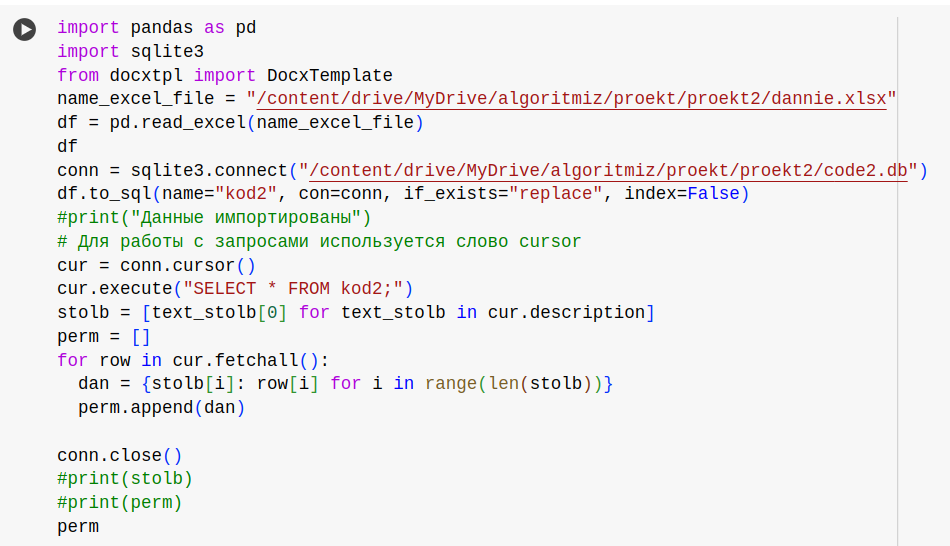 import pandas as pd
import sqlite3
from docxtpl import DocxTemplate
name_excel_file = "/content/drive/MyDrive/algoritmiz/proekt/proekt2/dannie.xlsx"
df = pd.read_excel(name_excel_file)
df
conn = sqlite3.connect("/content/drive/MyDrive/algoritmiz/proekt/proekt2/code2.db")
df.to_sql(name="kod2", con=conn, if_exists="replace", index=False)
#print("Данные импортированы")
# Для работы с запросами используется слово cursor
cur = conn.cursor()
cur.execute("SELECT * FROM kod2;")
stolb = [text_stolb[0] for text_stolb in cur.description]
perm = []
for row in cur.fetchall():
  dan = {stolb[i]: row[i] for i in range(len(stolb))}
  perm.append(dan)

conn.close()
#print(stolb)
#print(perm)
perm